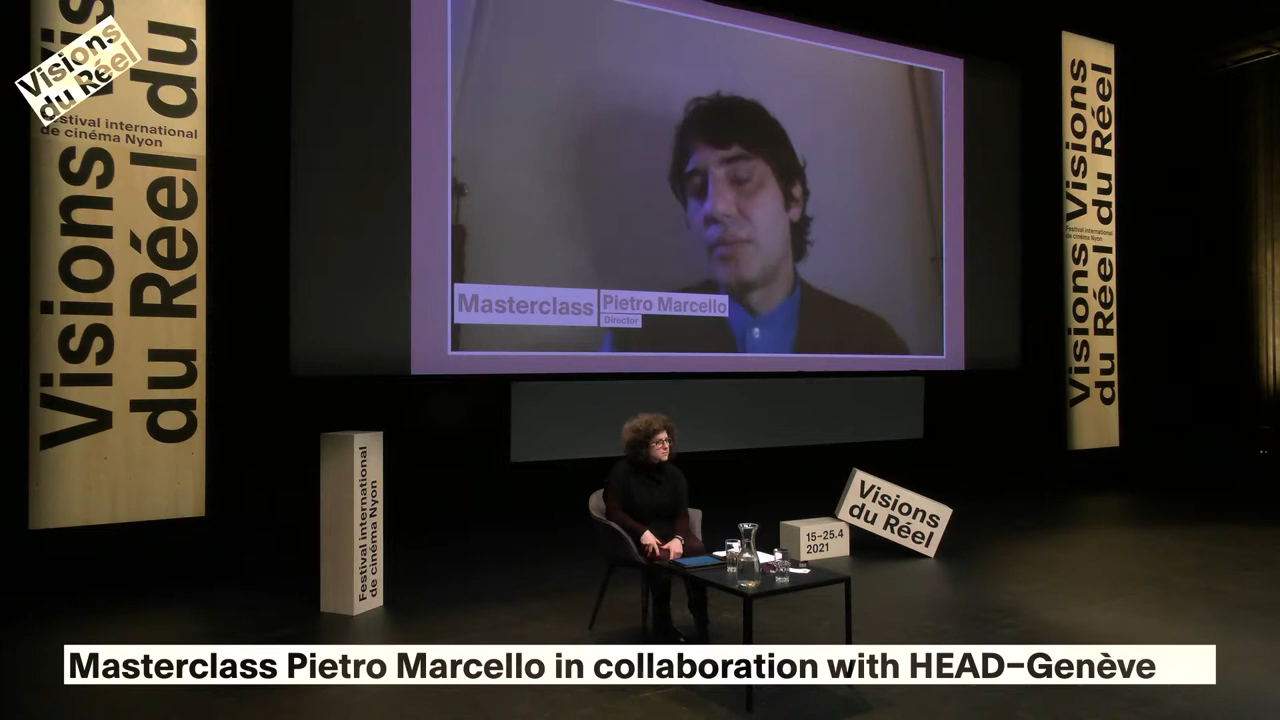 Visions
du Réel
Vis
du
Festival international
de cinéma Nyon
Visions
du Réel
Masterclass
Pietro Marcello
Director
Visions
du Réel
Festival international
de cinéma Nyon
Visions
du Réel
Festival international
de cinéma Nyon
15–25.4
2021
Visions
du Réel
Masterclass Pietro Marcello in collaboration with HEAD–Genève